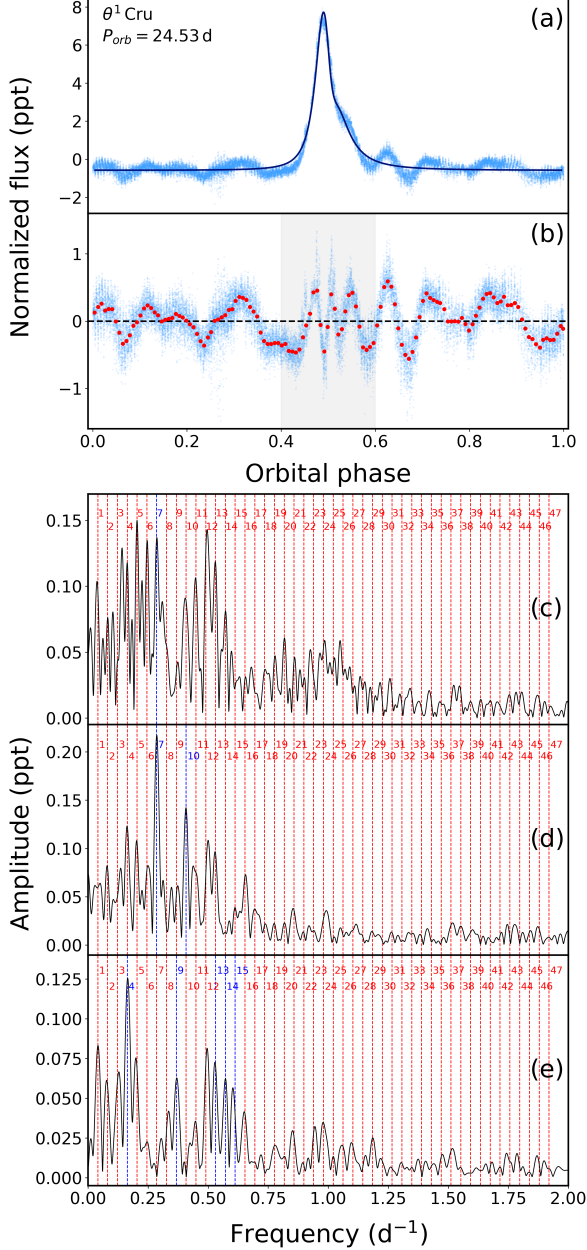 θ¹ Cru
P_orb = 24.53 d
(a)
8
6
4
2
0
−2
Normalized flux (ppt)
(b)
1
0
−1
0.0 0.2 0.4 0.6 0.8 1.0
Orbital phase
1 3 5 7 9 11 13 15 17 19 21 23 25 27 29 31 33 35 37 39 41 43 45 47
2 4 6 8 10 12 14 16 18 20 22 24 26 28 30 32 34 36 38 40 42 44 46
(c)
0.15
0.10
0.05
0.00
1 3 5 7 9 11 13 15 17 19 21 23 25 27 29 31 33 35 37 39 41 43 45 47
2 4 6 8 10 12 14 16 18 20 22 24 26 28 30 32 34 36 38 40 42 44 46
(d)
0.20
0.15
0.10
0.05
0.00
Amplitude (ppt)
1 3 5 7 9 11 13 15 17 19 21 23 25 27 29 31 33 35 37 39 41 43 45 47
2 4 6 8 10 12 14 16 18 20 22 24 26 28 30 32 34 36 38 40 42 44 46
(e)
0.125
0.100
0.075
0.050
0.025
0.000
0.00 0.25 0.50 0.75 1.00 1.25 1.50 1.75 2.00
Frequency (d⁻¹)